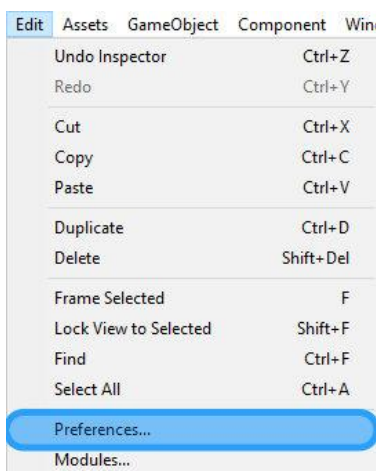 Edit Assets GameObject Component
Undo Inspector Ctrl+Z
Redo Ctrl+Y
Cut Ctrl+X
Copy Ctrl+C
Paste Ctrl+V
Duplicate Ctrl+D
Delete Shift+Del
Frame Selected F
Lock View to Selected Shift+F
Find Ctrl+F
Select All Ctrl+A
Preferences...
Modules...